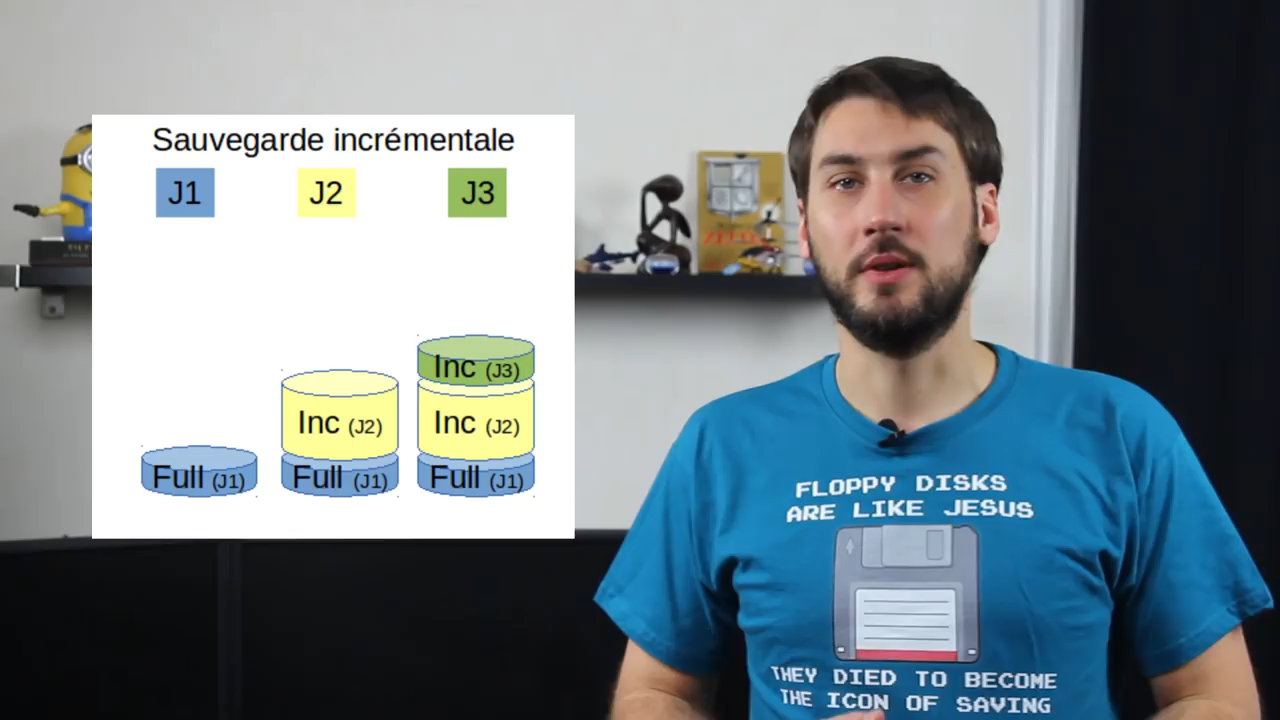 Sauvegarde incrémentale
J1 J2 J3
Inc (J3)
Inc (J2) Inc (J2)
Full (J1) Full (J1) Full (J1)
FLOPPY DISKS
ARE LIKE JESUS
THEY DIED TO BECOME
THE ICON OF SAVING